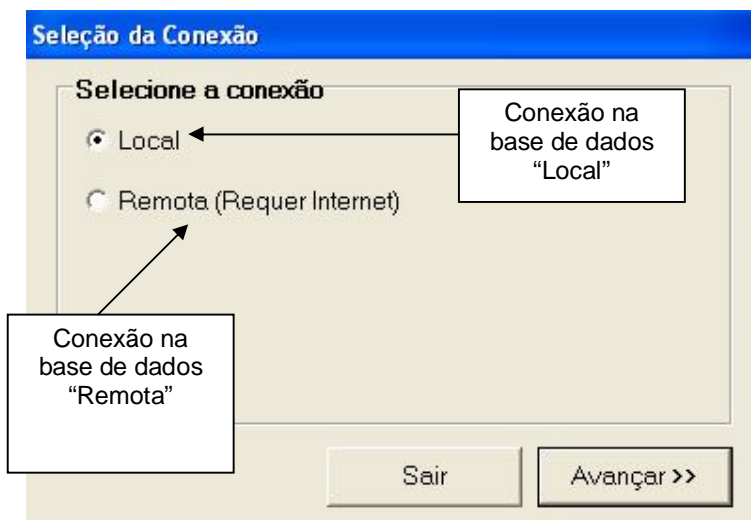 Seleção da Conexão
Selecione a conexão
Local
Conexão na
base de dados
“Local”
Remota (Requer Internet)
Conexão na
base de dados
“Remota”
Sair
Avançar >>